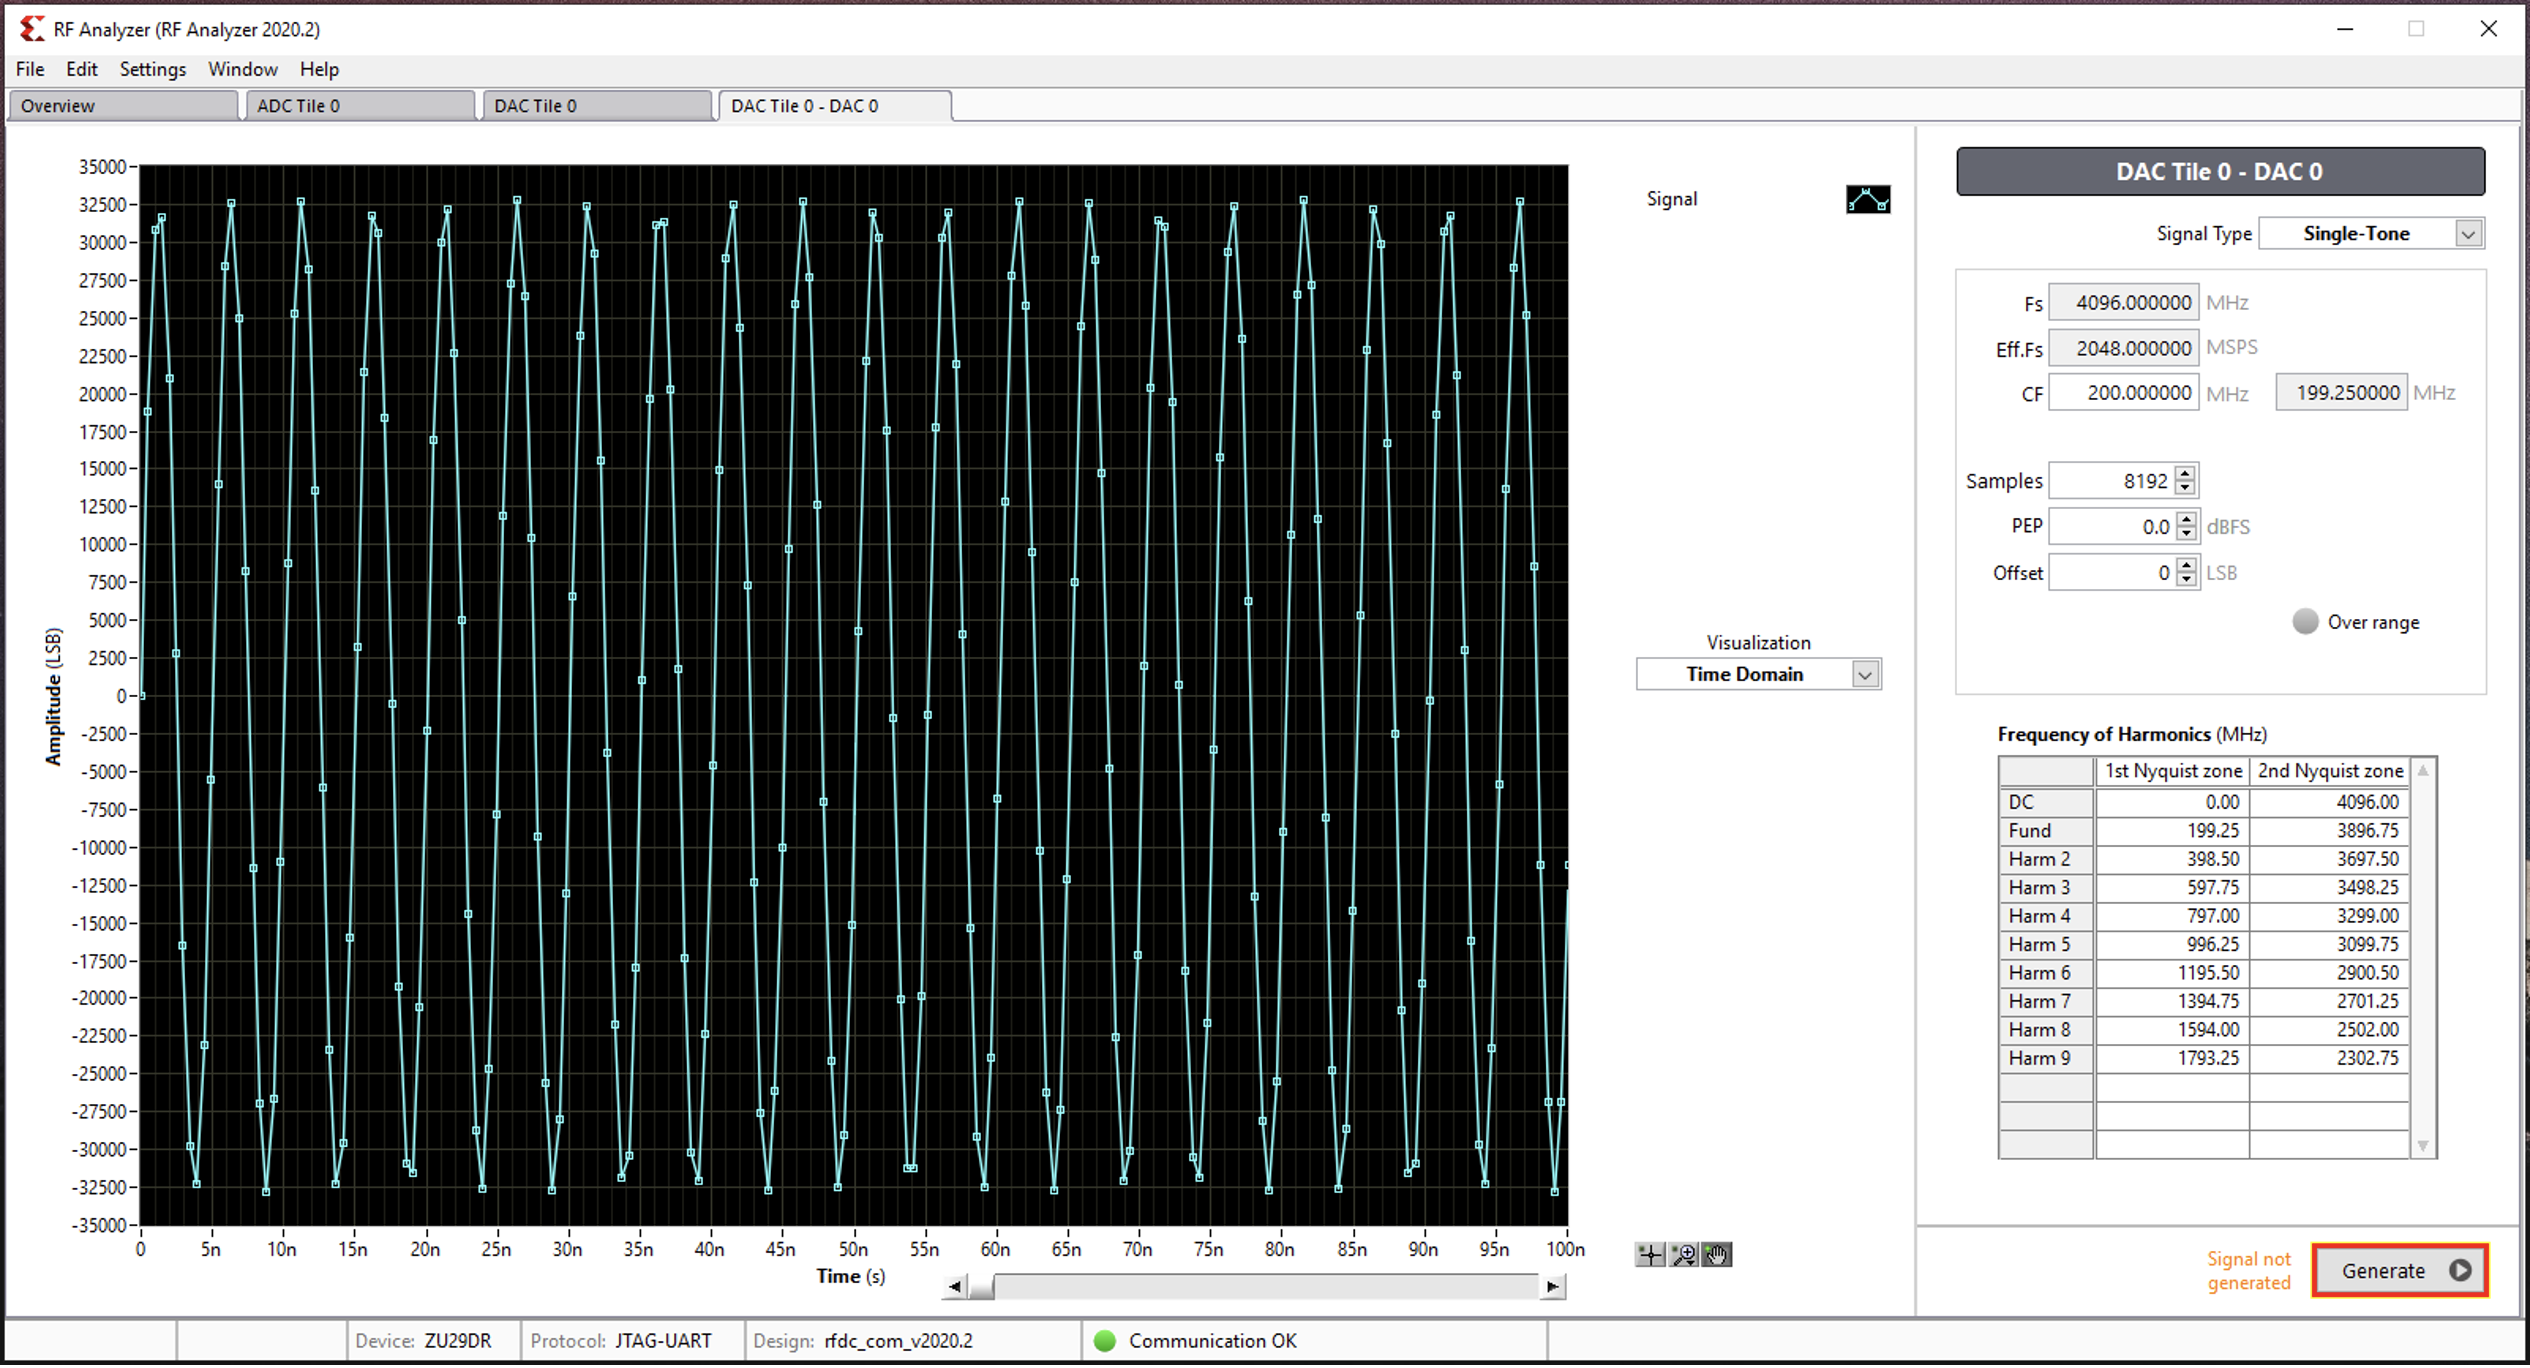 RF Analyzer (RF Analyzer 2020.2)
File Edit Settings Window Help
Overview ADC Tile 0 DAC Tile 0 DAC Tile 0 - DAC 0
35000
32500
30000
27500
25000
22500
20000
17500
15000
12500
10000
7500
5000
2500
0
-2500
-5000
-7500
-10000
-12500
-15000
-17500
-20000
-22500
-25000
-27500
-30000
-32500
-35000
Amplitude (LSB)
0 5n 10n 15n 20n 25n 30n 35n 40n 45n 50n 55n 60n 65n 70n 75n 80n 85n 90n 95n 100n
Time (s)
Signal
Visualization
Time Domain
DAC Tile 0 - DAC 0
Signal Type Single-Tone
Fs 4096.000000 MHz
Eff.Fs 2048.000000 MSPS
CF 200.000000 MHz 199.250000 MHz
Samples 8192
PEP 0.0 dBFS
Offset 0 LSB
Over range
Frequency of Harmonics (MHz)
1st Nyquist zone 2nd Nyquist zone
DC 0.00 4096.00
Fund 199.25 3896.75
Harm 2 398.50 3697.50
Harm 3 597.75 3498.25
Harm 4 797.00 3299.00
Harm 5 996.25 3099.75
Harm 6 1195.50 2900.50
Harm 7 1394.75 2701.25
Harm 8 1594.00 2502.00
Harm 9 1793.25 2302.75
Signal not
generated
Generate
Device: ZU29DR Protocol: JTAG-UART Design: rfdc_com_v2020.2 Communication OK